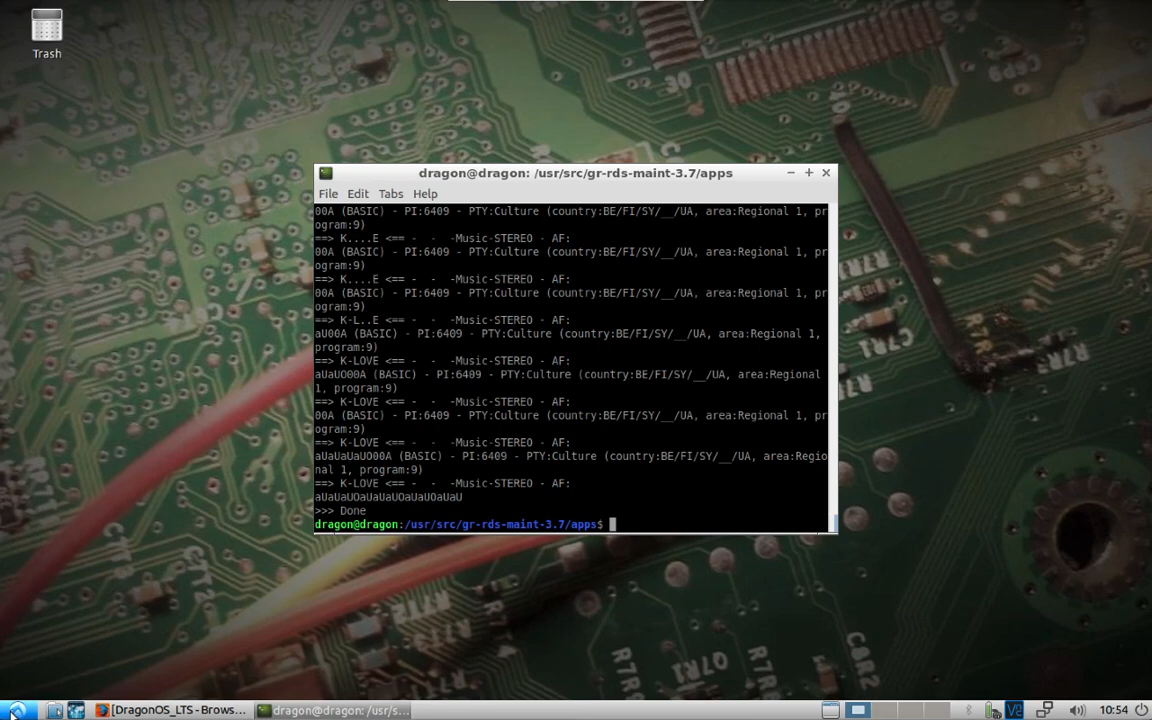 Trash
dragon@dragon: /usr/src/gr-rds-maint-3.7/apps
File Edit Tabs Help
00A (BASIC) - PI:6409 - PTY:Culture (country:BE/FI/SY/__/UA, area:Regional 1, pr
ogram:9)
==> K....E <== - - -Music-STEREO - AF:
00A (BASIC) - PI:6409 - PTY:Culture (country:BE/FI/SY/__/UA, area:Regional 1, pr
ogram:9)
==> K....E <== - - -Music-STEREO - AF:
00A (BASIC) - PI:6409 - PTY:Culture (country:BE/FI/SY/__/UA, area:Regional 1, pr
ogram:9)
==> K-L..E <== - - -Music-STEREO - AF:
aU00A (BASIC) - PI:6409 - PTY:Culture (country:BE/FI/SY/__/UA, area:Regional 1,
program:9)
==> K-LOVE <== - - -Music-STEREO - AF:
aUaUO00A (BASIC) - PI:6409 - PTY:Culture (country:BE/FI/SY/__/UA, area:Regional
1, program:9)
==> K-LOVE <== - - -Music-STEREO - AF:
00A (BASIC) - PI:6409 - PTY:Culture (country:BE/FI/SY/__/UA, area:Regional 1, pr
ogram:9)
==> K-LOVE <== - - -Music-STEREO - AF:
aUaUaUaUO00A (BASIC) - PI:6409 - PTY:Culture (country:BE/FI/SY/__/UA, area:Regio
nal 1, program:9)
==> K-LOVE <== - - -Music-STEREO - AF:
aUaUaUOaUaUaUOaUaUOaUaU
>>> Done
dragon@dragon:/usr/src/gr-rds-maint-3.7/apps$
R7R6
C8R2
[DragonOS_LTS - Brows...
dragon@dragon: /usr/s...
10:54